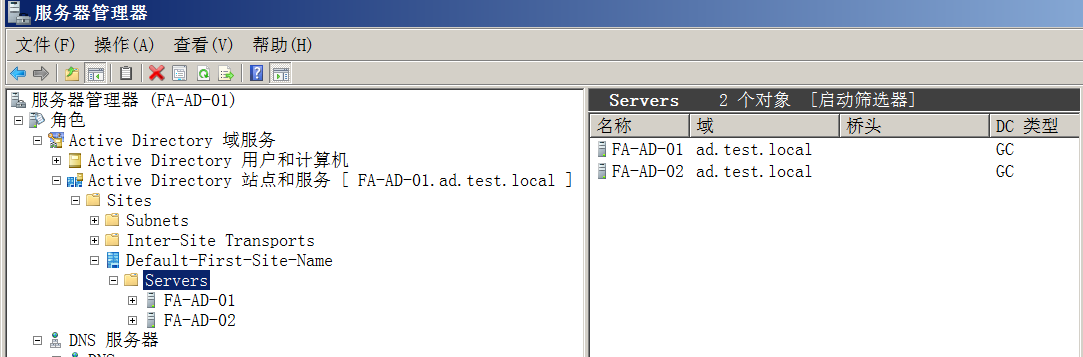 服务器管理器
文件(F) 操作(A) 查看(V) 帮助(H)
服务器管理器 (FA-AD-01)
角色
Active Directory 域服务
Active Directory 用户和计算机
Active Directory 站点和服务 [ FA-AD-01.ad.test.local ]
Sites
Subnets
Inter-Site Transports
Default-First-Site-Name
Servers
FA-AD-01
FA-AD-02
DNS 服务器
DNS
Servers 2 个对象 [启动筛选器]
名称 域 桥头 DC 类型
FA-AD-01 ad.test.local GC
FA-AD-02 ad.test.local GC